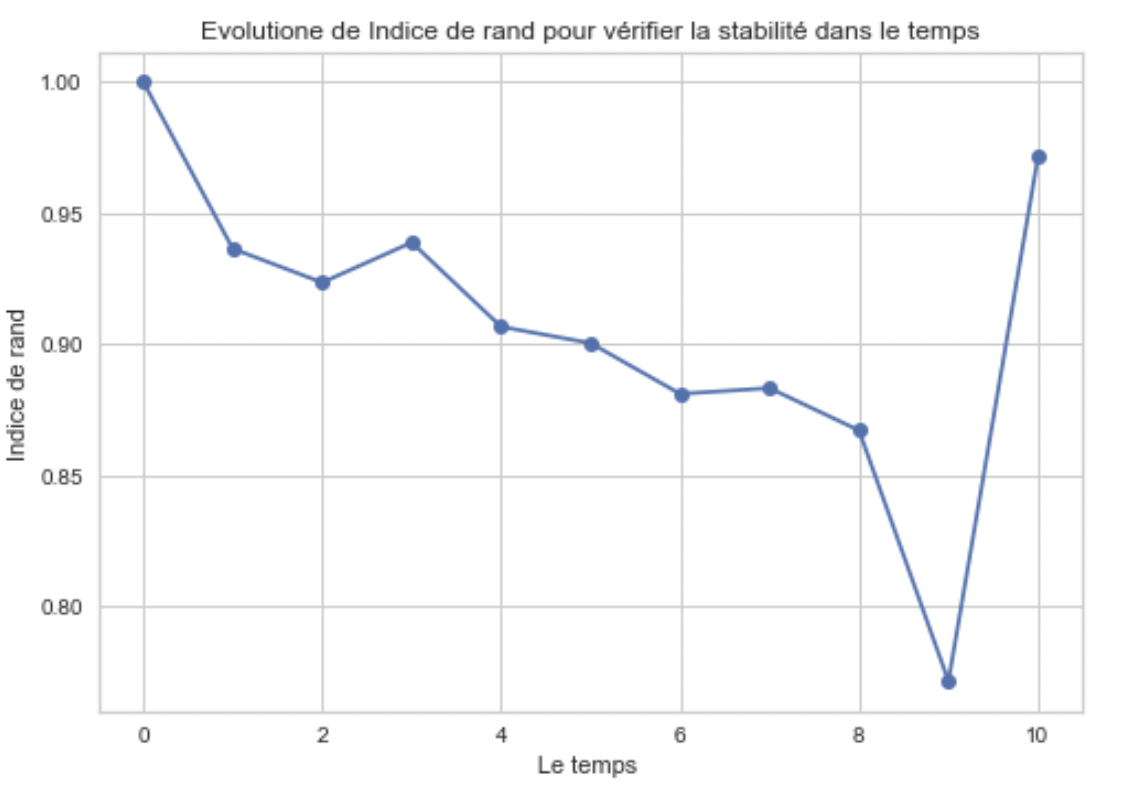 Evolutione de Indice de rand pour vérifier la stabilité dans le temps
1.00
0.95
0.90
0.85
0.80
Indice de rand
0 2 4 6 8 10
Le temps